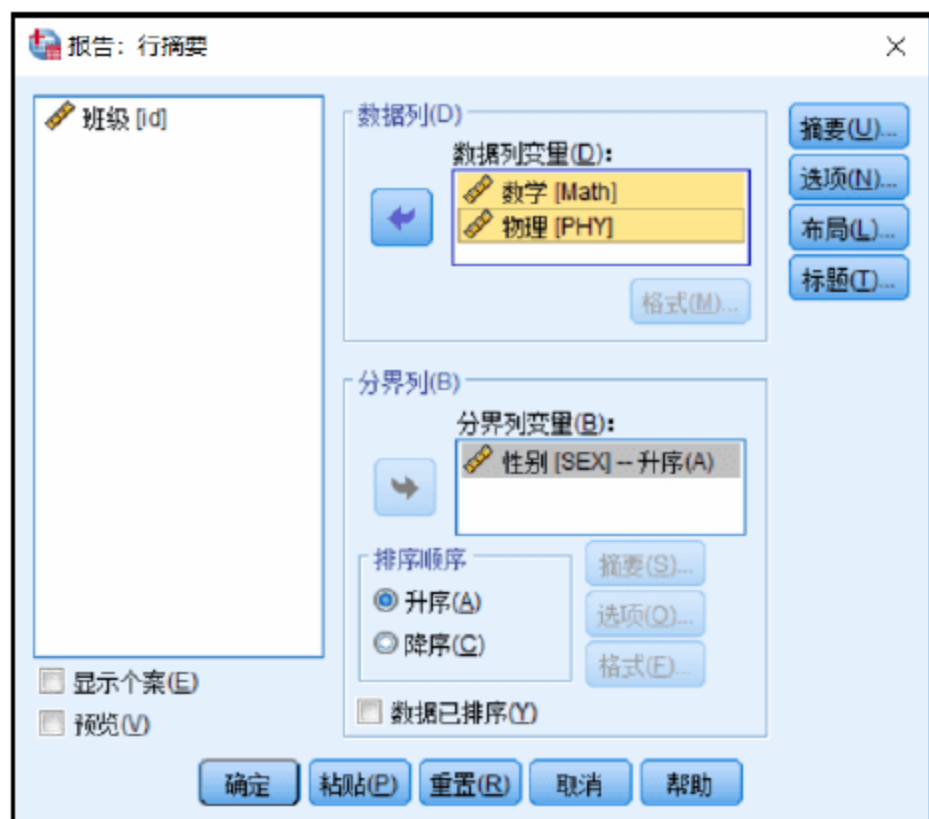 报告：行摘要
班级 [id]
数据列(D)
数据列变量(D)：
数学 [Math]
物理 [PHY]
格式(M)...
摘要(U)...
选项(N)...
布局(L)...
标题(T)...
分界列(B)
分界列变量(B)：
性别 [SEX] -- 升序(A)
排序顺序
升序(A)
降序(C)
摘要(S)...
选项(O)...
格式(F)...
数据已排序(Y)
显示个案(E)
预览(V)
确定
粘贴(P)
重置(R)
取消
帮助